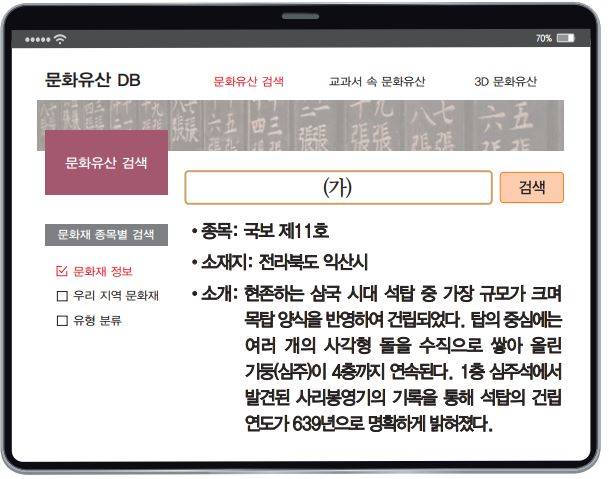 70%
문화유산 DB
문화유산 검색
교과서 속 문화유산
3D 문화유산
문화유산 검색
(가)
검색
문화재 종목별 검색
문화재 정보
우리 지역 문화재
유형 분류
• 종목: 국보 제11호
• 소재지: 전라북도 익산시
• 소개: 현존하는 삼국 시대 석탑 중 가장 규모가 크며
목탑 양식을 반영하여 건립되었다. 탑의 중심에는
여러 개의 사각형 돌을 수직으로 쌓아 올린
기둥(심주)이 4층까지 연속된다. 1층 심주석에서
발견된 사리봉영기의 기록을 통해 석탑의 건립
연도가 639년으로 명확하게 밝혀졌다.